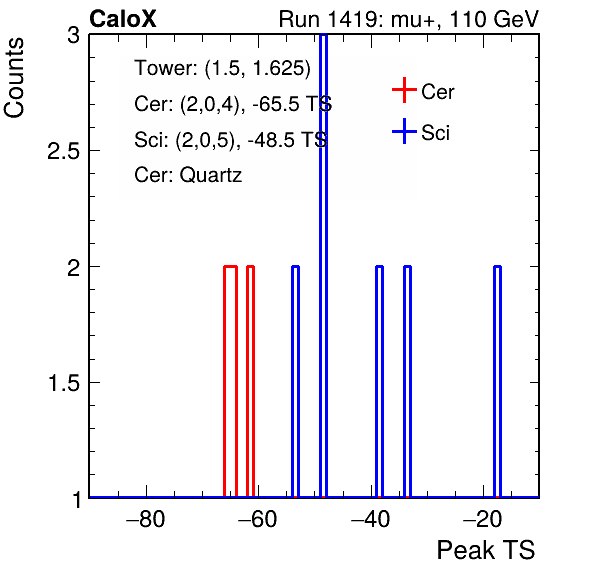 CaloX Run 1419: mu+, 110 GeV
Counts
3
2.5
2
1.5
1
Tower: (1.5, 1.625)
Cer: (2,0,4), -65.5 TS
Sci: (2,0,5), -48.5 TS
Cer: Quartz
Cer
Sci
−80 −60 −40 −20
Peak TS